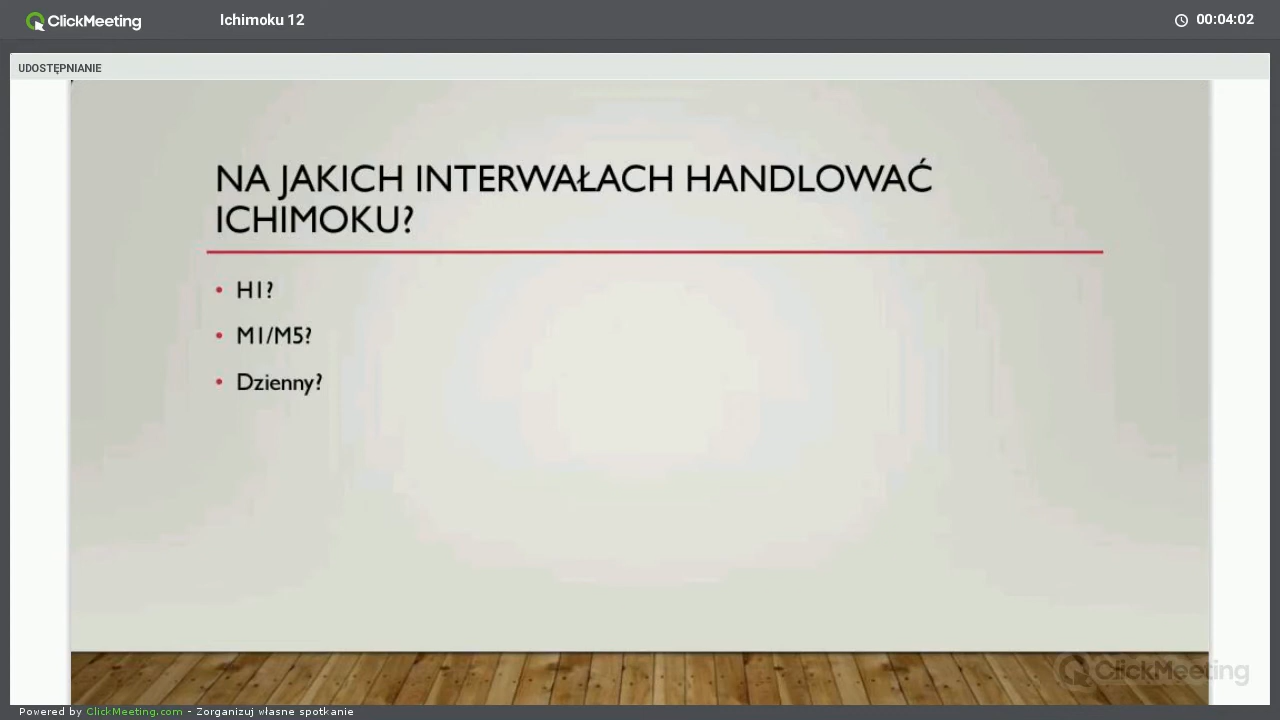 ClickMeeting
Ichimoku 12
00:04:02
UDOSTĘPNIANIE
NA JAKICH INTERWAŁACH HANDLOWAĆ
ICHIMOKU?
• H1?
• M1/M5?
• Dzienny?
ClickMeeting
Powered by ClickMeeting.com - Zorganizuj własne spotkanie